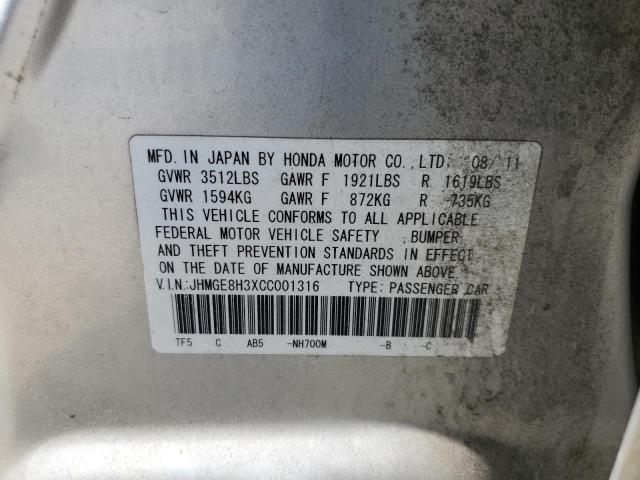 MFD. IN JAPAN BY HONDA MOTOR CO., LTD. 08/11
GVWR 3512LBS GAWR F 1921LBS R 1619LBS
GVWR 1594KG GAWR F 872KG R 735KG
THIS VEHICLE CONFORMS TO ALL APPLICABLE
FEDERAL MOTOR VEHICLE SAFETY ,BUMPER,
AND THEFT PREVENTION STANDARDS IN EFFECT
ON THE DATE OF MANUFACTURE SHOWN ABOVE.
V.I.N.:JHMGE8H3XCC001316 TYPE: PASSENGER CAR
TF5 C AB5 -NH700M -B -C